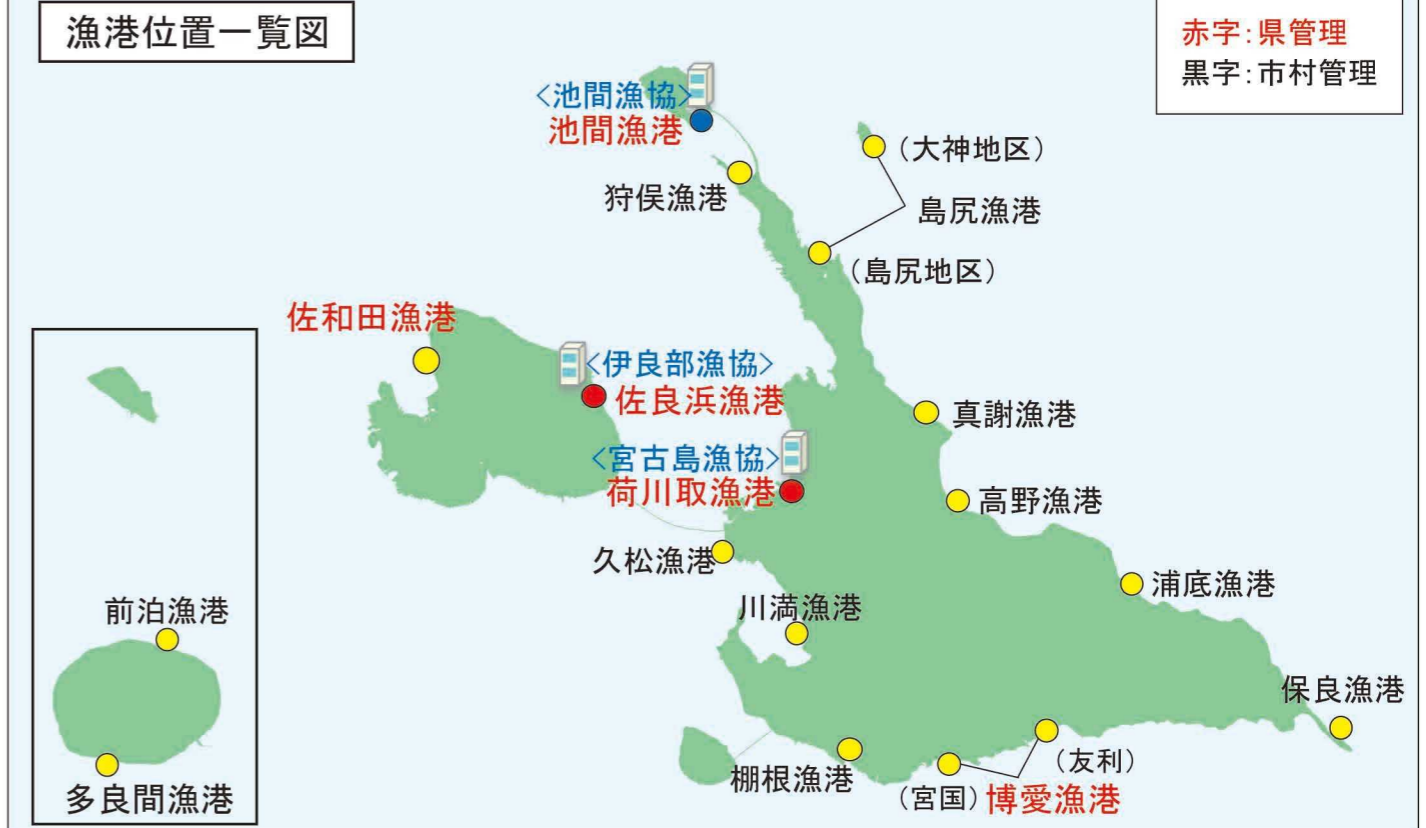 漁港位置一覧図
赤字:県管理
黒字:市村管理
<池間漁協>
池間漁港
狩俣漁港
(大神地区)
島尻漁港
(島尻地区)
佐和田漁港
<伊良部漁協>
佐良浜漁港
<宮古島漁協>
荷川取漁港
真謝漁港
高野漁港
久松漁港
浦底漁港
川満漁港
前泊漁港
保良漁港
棚根漁港
(友利)
(宮国)博愛漁港
多良間漁港